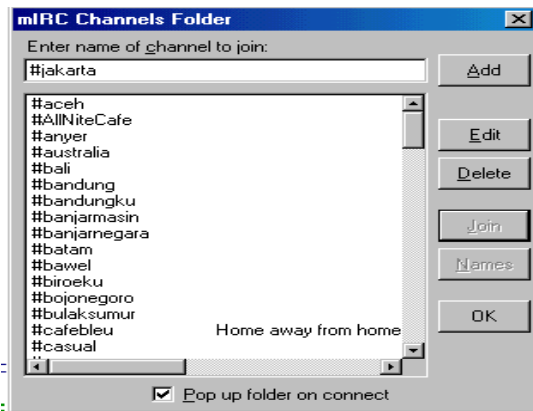 mIRC Channels Folder
Enter name of channel to join:
#jakarta
Add
#aceh
#AllNiteCafe
#anyer
#australia
#bali
#bandung
#bandungku
#banjarmasin
#banjarnegara
#batam
#bawel
#biroeku
#bojonegoro
#bulaksumur
#cafebleu Home away from home
#casual
Edit
Delete
Join
Names
OK
Pop up folder on connect